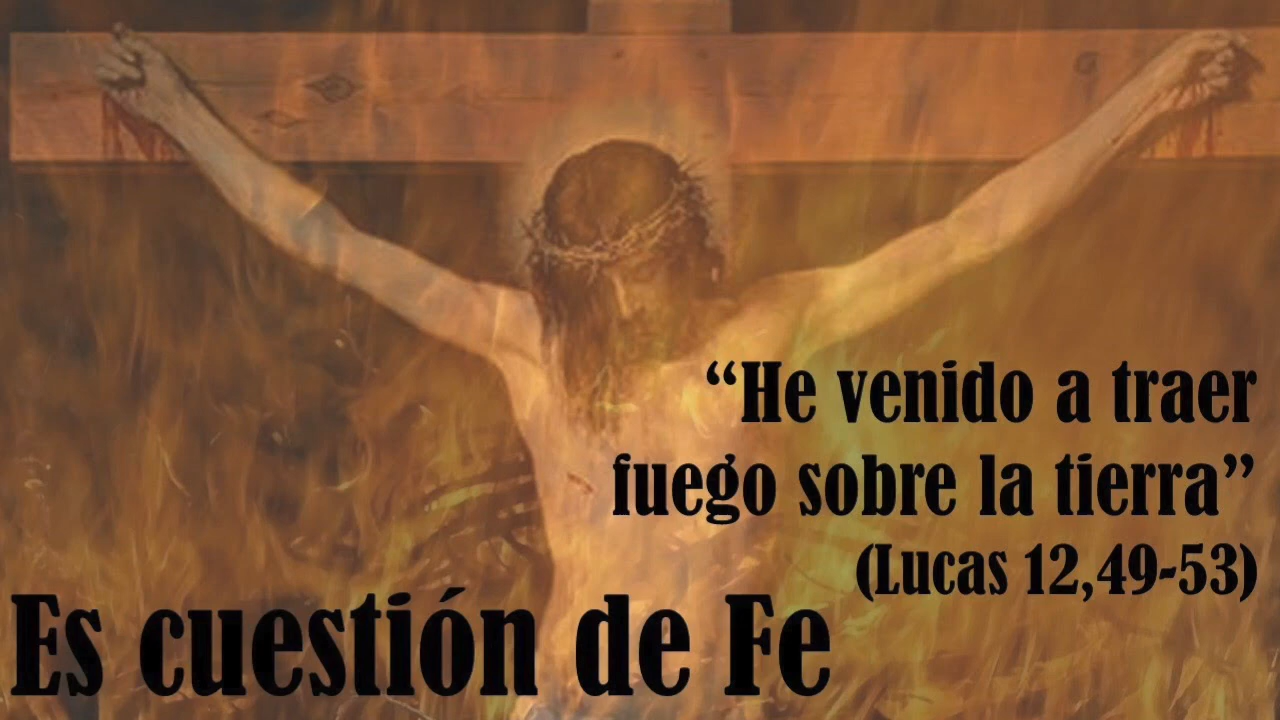 “He venido a traer
fuego sobre la tierra”
(Lucas 12,49-53)
Es cuestión de Fe